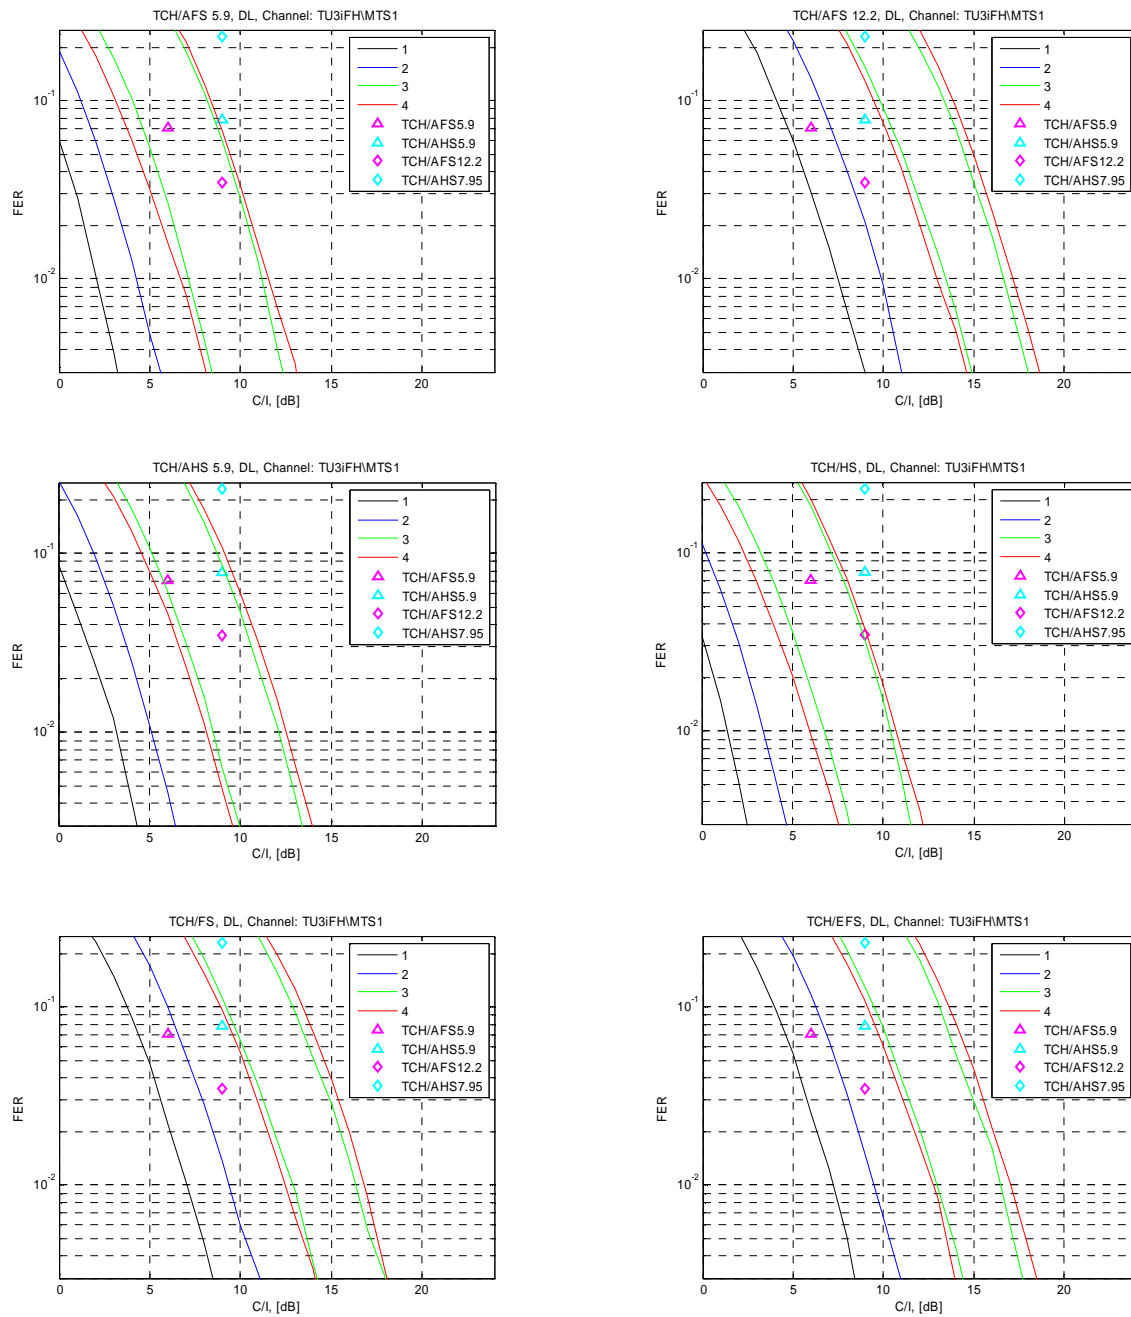 TCH/AFS 5.9, DL, Channel: TU3iFH\MTS1
FER
10-1
10-2
0 5 10 15 20
C/I, [dB]
1
2
3
4
TCH/AFS5.9
TCH/AHS5.9
TCH/AFS12.2
TCH/AHS7.95
TCH/AFS 12.2, DL, Channel: TU3iFH\MTS1
FER
10-1
10-2
0 5 10 15 20
C/I, [dB]
1
2
3
4
TCH/AFS5.9
TCH/AHS5.9
TCH/AFS12.2
TCH/AHS7.95
TCH/AHS 5.9, DL, Channel: TU3iFH\MTS1
FER
10-1
10-2
0 5 10 15 20
C/I, [dB]
1
2
3
4
TCH/AFS5.9
TCH/AHS5.9
TCH/AFS12.2
TCH/AHS7.95
TCH/HS, DL, Channel: TU3iFH\MTS1
FER
10-1
10-2
0 5 10 15 20
C/I, [dB]
1
2
3
4
TCH/AFS5.9
TCH/AHS5.9
TCH/AFS12.2
TCH/AHS7.95
TCH/FS, DL, Channel: TU3iFH\MTS1
FER
10-1
10-2
0 5 10 15 20
C/I, [dB]
1
2
3
4
TCH/AFS5.9
TCH/AHS5.9
TCH/AFS12.2
TCH/AHS7.95
TCH/EFS, DL, Channel: TU3iFH\MTS1
FER
10-1
10-2
0 5 10 15 20
C/I, [dB]
1
2
3
4
TCH/AFS5.9
TCH/AHS5.9
TCH/AFS12.2
TCH/AHS7.95